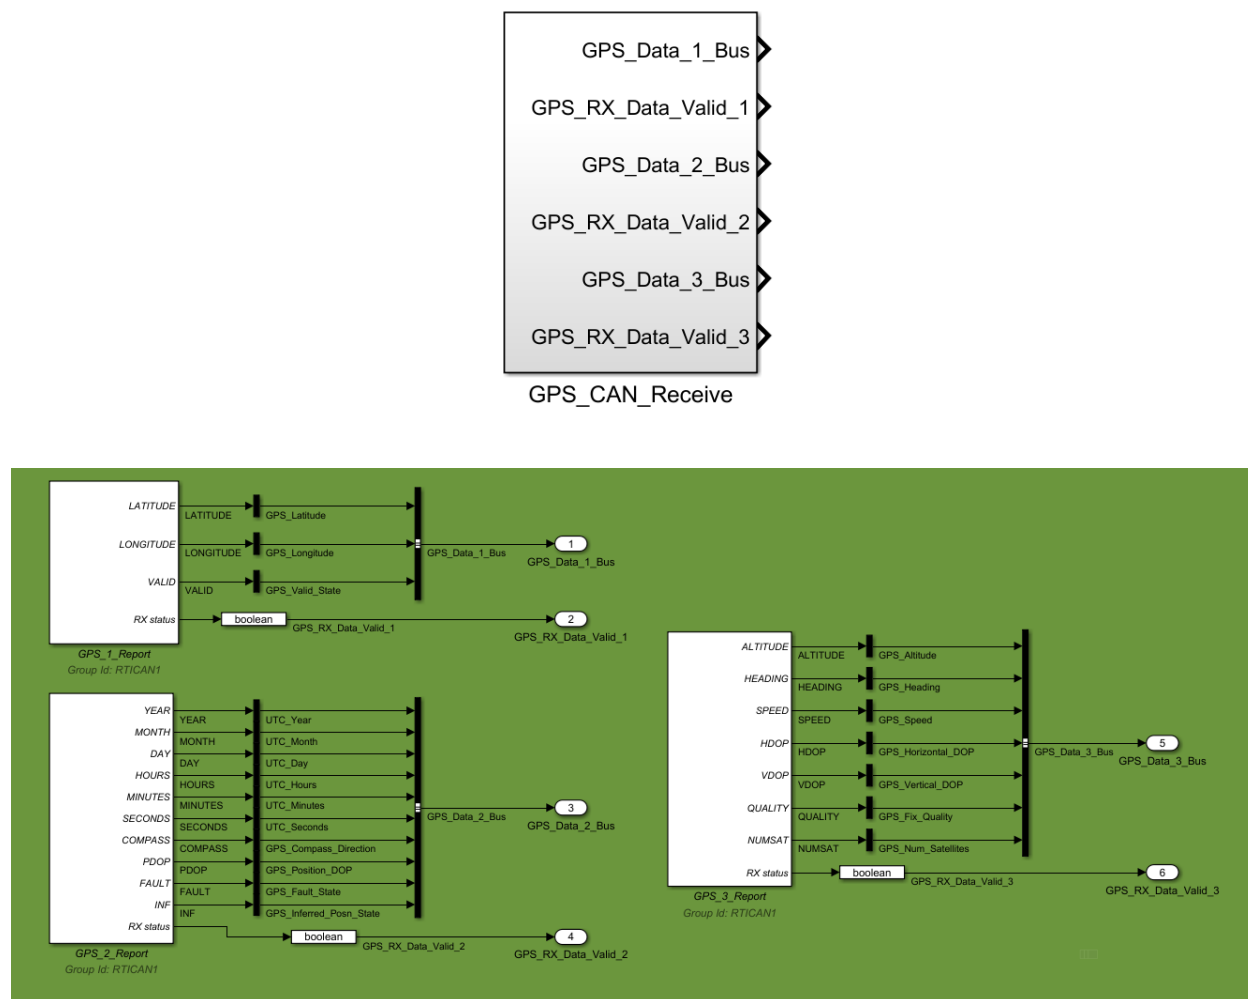 GPS_Data_1_Bus
GPS_RX_Data_Valid_1
GPS_Data_2_Bus
GPS_RX_Data_Valid_2
GPS_Data_3_Bus
GPS_RX_Data_Valid_3
GPS_CAN_Receive
LATITUDE
LATITUDE
GPS_Latitude
LONGITUDE
LONGITUDE
GPS_Longitude
VALID
VALID
GPS_Valid_State
GPS_Data_1_Bus
1
GPS_Data_1_Bus
RX status
boolean
GPS_RX_Data_Valid_1
2
GPS_RX_Data_Valid_1
GPS_1_Report
Group Id: RTICAN1
YEAR
YEAR
UTC_Year
MONTH
MONTH
UTC_Month
DAY
DAY
UTC_Day
HOURS
HOURS
UTC_Hours
MINUTES
MINUTES
UTC_Minutes
SECONDS
SECONDS
UTC_Seconds
COMPASS
COMPASS
GPS_Compass_Direction
PDOP
PDOP
GPS_Position_DOP
FAULT
FAULT
GPS_Fault_State
INF
INF
GPS_Inferred_Posn_State
GPS_Data_2_Bus
3
GPS_Data_2_Bus
RX status
boolean
GPS_RX_Data_Valid_2
4
GPS_RX_Data_Valid_2
GPS_2_Report
Group Id: RTICAN1
ALTITUDE
ALTITUDE
GPS_Altitude
HEADING
HEADING
GPS_Heading
SPEED
SPEED
GPS_Speed
HDOP
HDOP
GPS_Horizontal_DOP
VDOP
VDOP
GPS_Vertical_DOP
QUALITY
QUALITY
GPS_Fix_Quality
NUMSAT
NUMSAT
GPS_Num_Satellites
GPS_Data_3_Bus
5
GPS_Data_3_Bus
RX status
boolean
GPS_RX_Data_Valid_3
6
GPS_RX_Data_Valid_3
GPS_3_Report
Group Id: RTICAN1